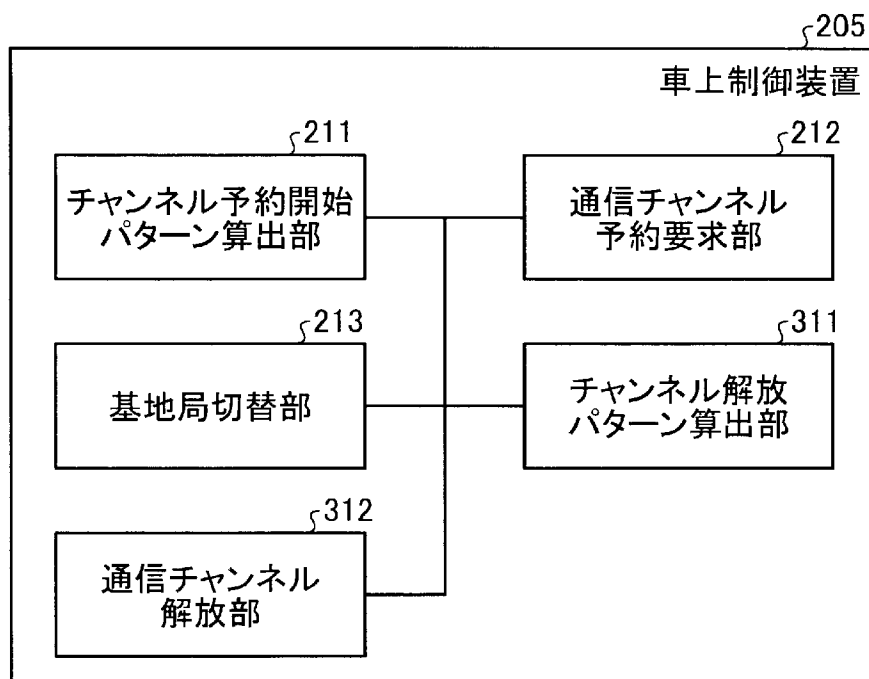 205
車上制御装置
211
チャンネル予約開始
パターン算出部
212
通信チャンネル
予約要求部
213
基地局切替部
311
チャンネル解放
パターン算出部
312
通信チャンネル
解放部